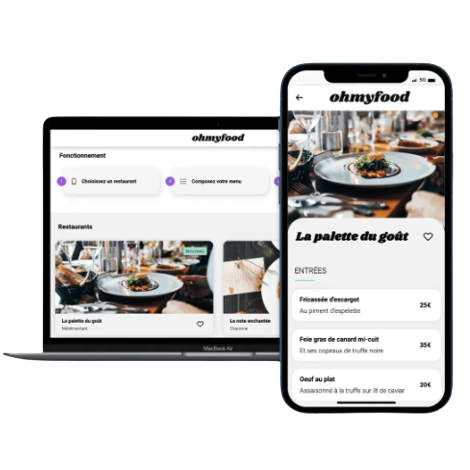 ohmyfood
Fonctionnement
1 Choisissez un restaurant
2 Composez votre menu
Restaurants
La palette du goût
Ménilmontant
La note enchantée
Charonne
MacBook Air
5G
ohmyfood
La palette du goût
ENTRÉES
Fricassée d'escargot
Au piment d'espelette
25€
Foie gras de canard mi-cuit
Et ses copeaux de truffe noire
35€
Oeuf au plat
Assaisonné à la truffe sur lit de caviar
20€